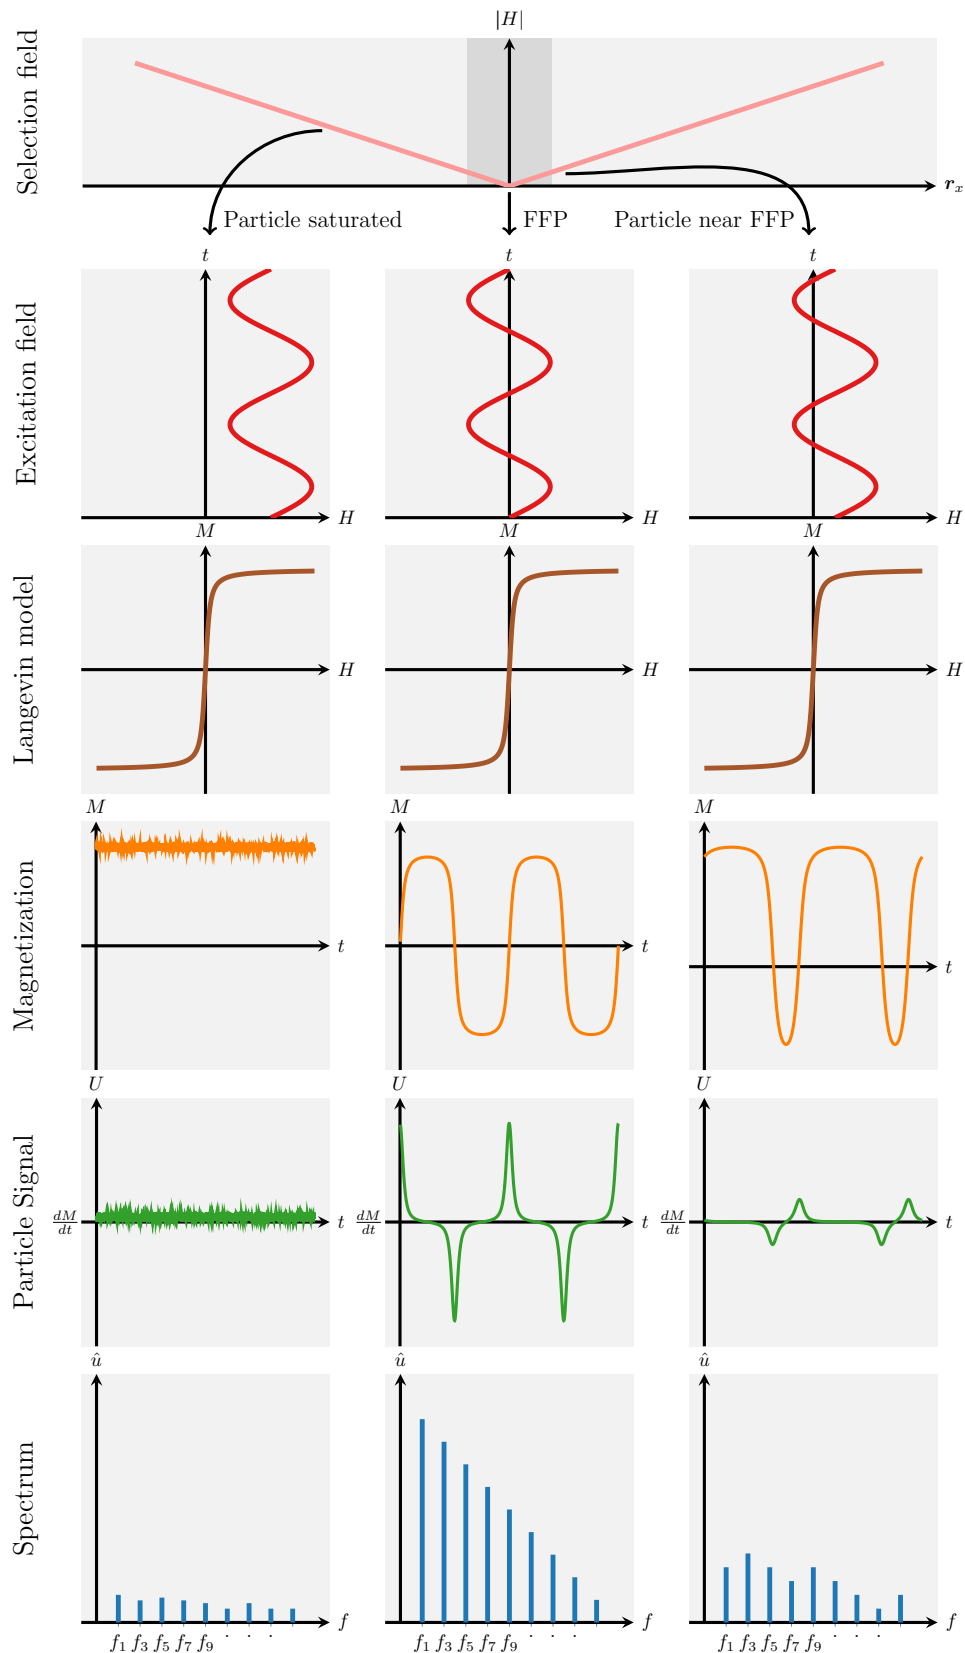 |H|
Selection field
r_x
Particle saturated
FFP
Particle near FFP
t
t
t
Excitation field
H
H
H
M
M
M
Langevin model
H
H
H
M
M
M
Magnetization
t
t
t
U
U
U
Particle Signal
dM/dt
t
dM/dt
t
dM/dt
t
û
û
û
Spectrum
f
f
f
f₁ f₃ f₅ f₇ f₉ · · ·
f₁ f₃ f₅ f₇ f₉ · · ·
f₁ f₃ f₅ f₇ f₉ · · ·